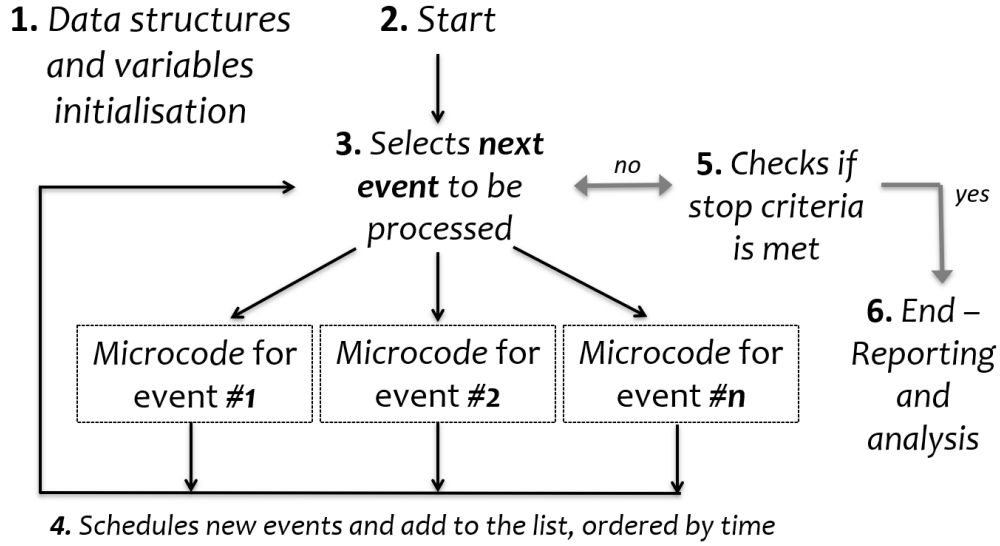 1. Data structures
and variables
initialisation
2. Start
3. Selects next
event to be
processed
no
5. Checks if
stop criteria
is met
yes
6. End –
Reporting
and
analysis
Microcode for
event #1
Microcode for
event #2
Microcode for
event #n
4. Schedules new events and add to the list, ordered by time